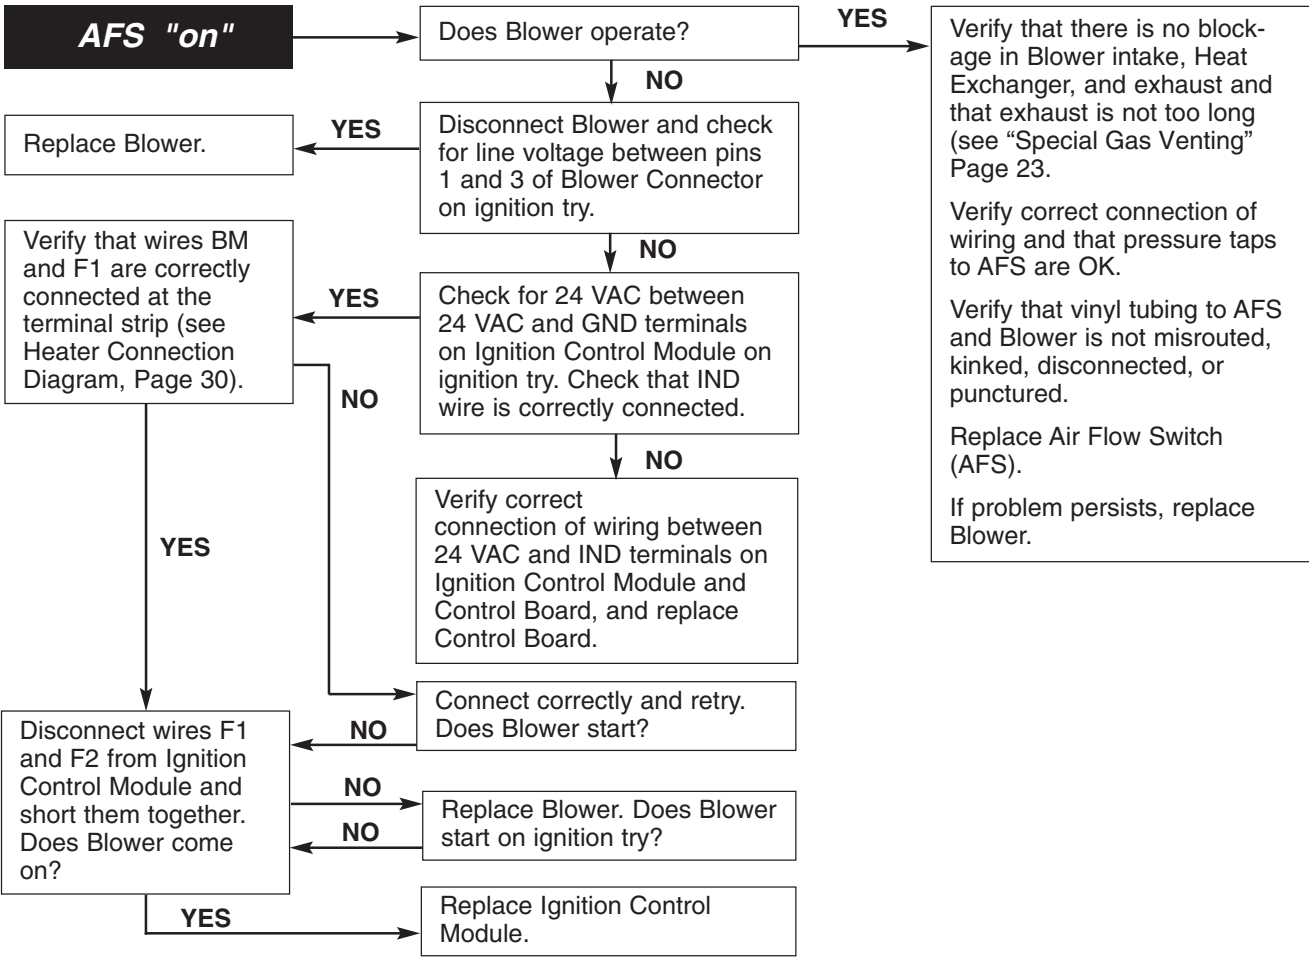 AFS "on"
Does Blower operate?
YES
Verify that there is no block-
age in Blower intake, Heat
Exchanger, and exhaust and
that exhaust is not too long
(see “Special Gas Venting”
Page 23.
Verify correct connection of
wiring and that pressure taps
to AFS are OK.
Verify that vinyl tubing to AFS
and Blower is not misrouted,
kinked, disconnected, or
punctured.
Replace Air Flow Switch
(AFS).
If problem persists, replace
Blower.
NO
Disconnect Blower and check
for line voltage between pins
1 and 3 of Blower Connector
on ignition try.
YES
Replace Blower.
NO
Check for 24 VAC between
24 VAC and GND terminals
on Ignition Control Module on
ignition try. Check that IND
wire is correctly connected.
YES
Verify that wires BM
and F1 are correctly
connected at the
terminal strip (see
Heater Connection
Diagram, Page 30).
NO
NO
Verify correct
connection of wiring between
24 VAC and IND terminals on
Ignition Control Module and
Control Board, and replace
Control Board.
YES
Connect correctly and retry.
Does Blower start?
NO
Disconnect wires F1
and F2 from Ignition
Control Module and
short them together.
Does Blower come
on?
NO
Replace Blower. Does Blower
start on ignition try?
NO
YES
Replace Ignition Control
Module.